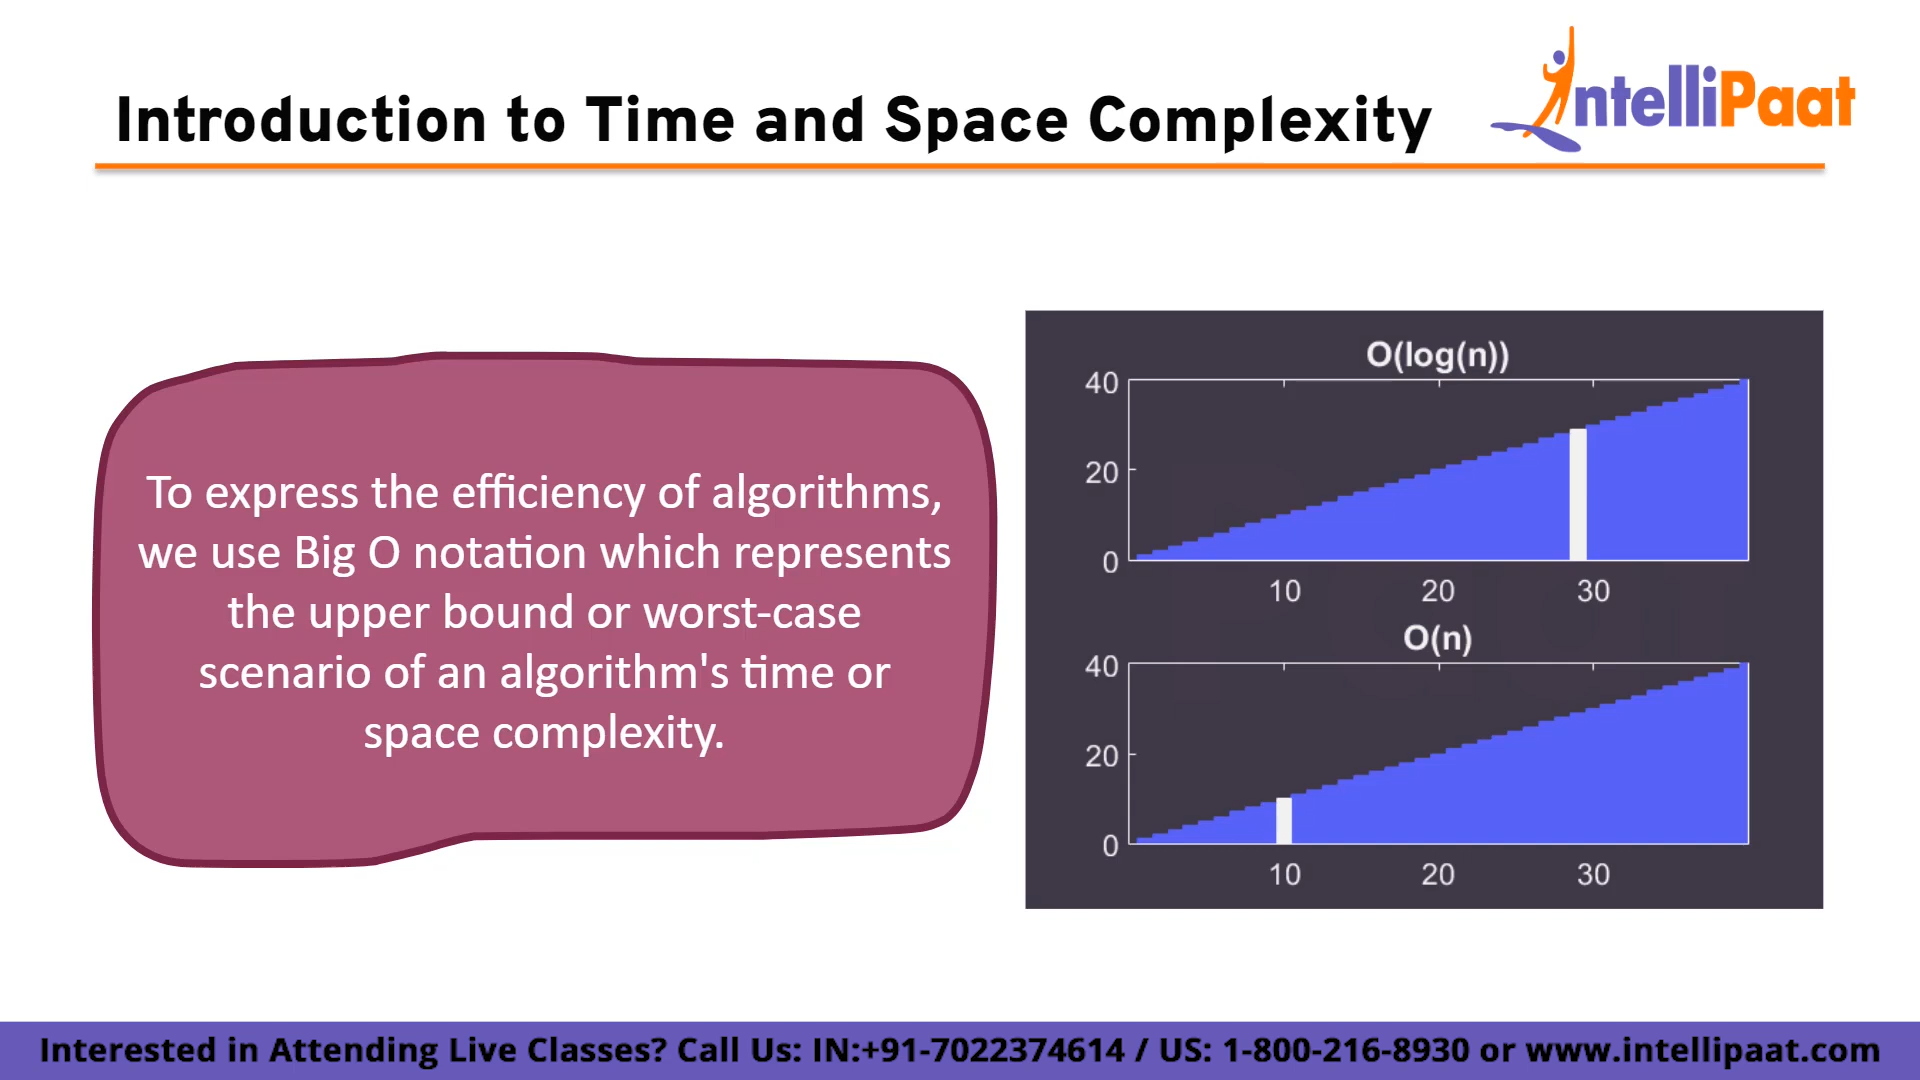 Introduction to Time and Space Complexity
IntelliPaat
To express the efficiency of algorithms,
we use Big O notation which represents
the upper bound or worst-case
scenario of an algorithm's time or
space complexity.
O(log(n))
40
20
0
10 20 30
O(n)
40
20
0
10 20 30
Interested in Attending Live Classes? Call Us: IN:+91-7022374614 / US: 1-800-216-8930 or www.intellipaat.com